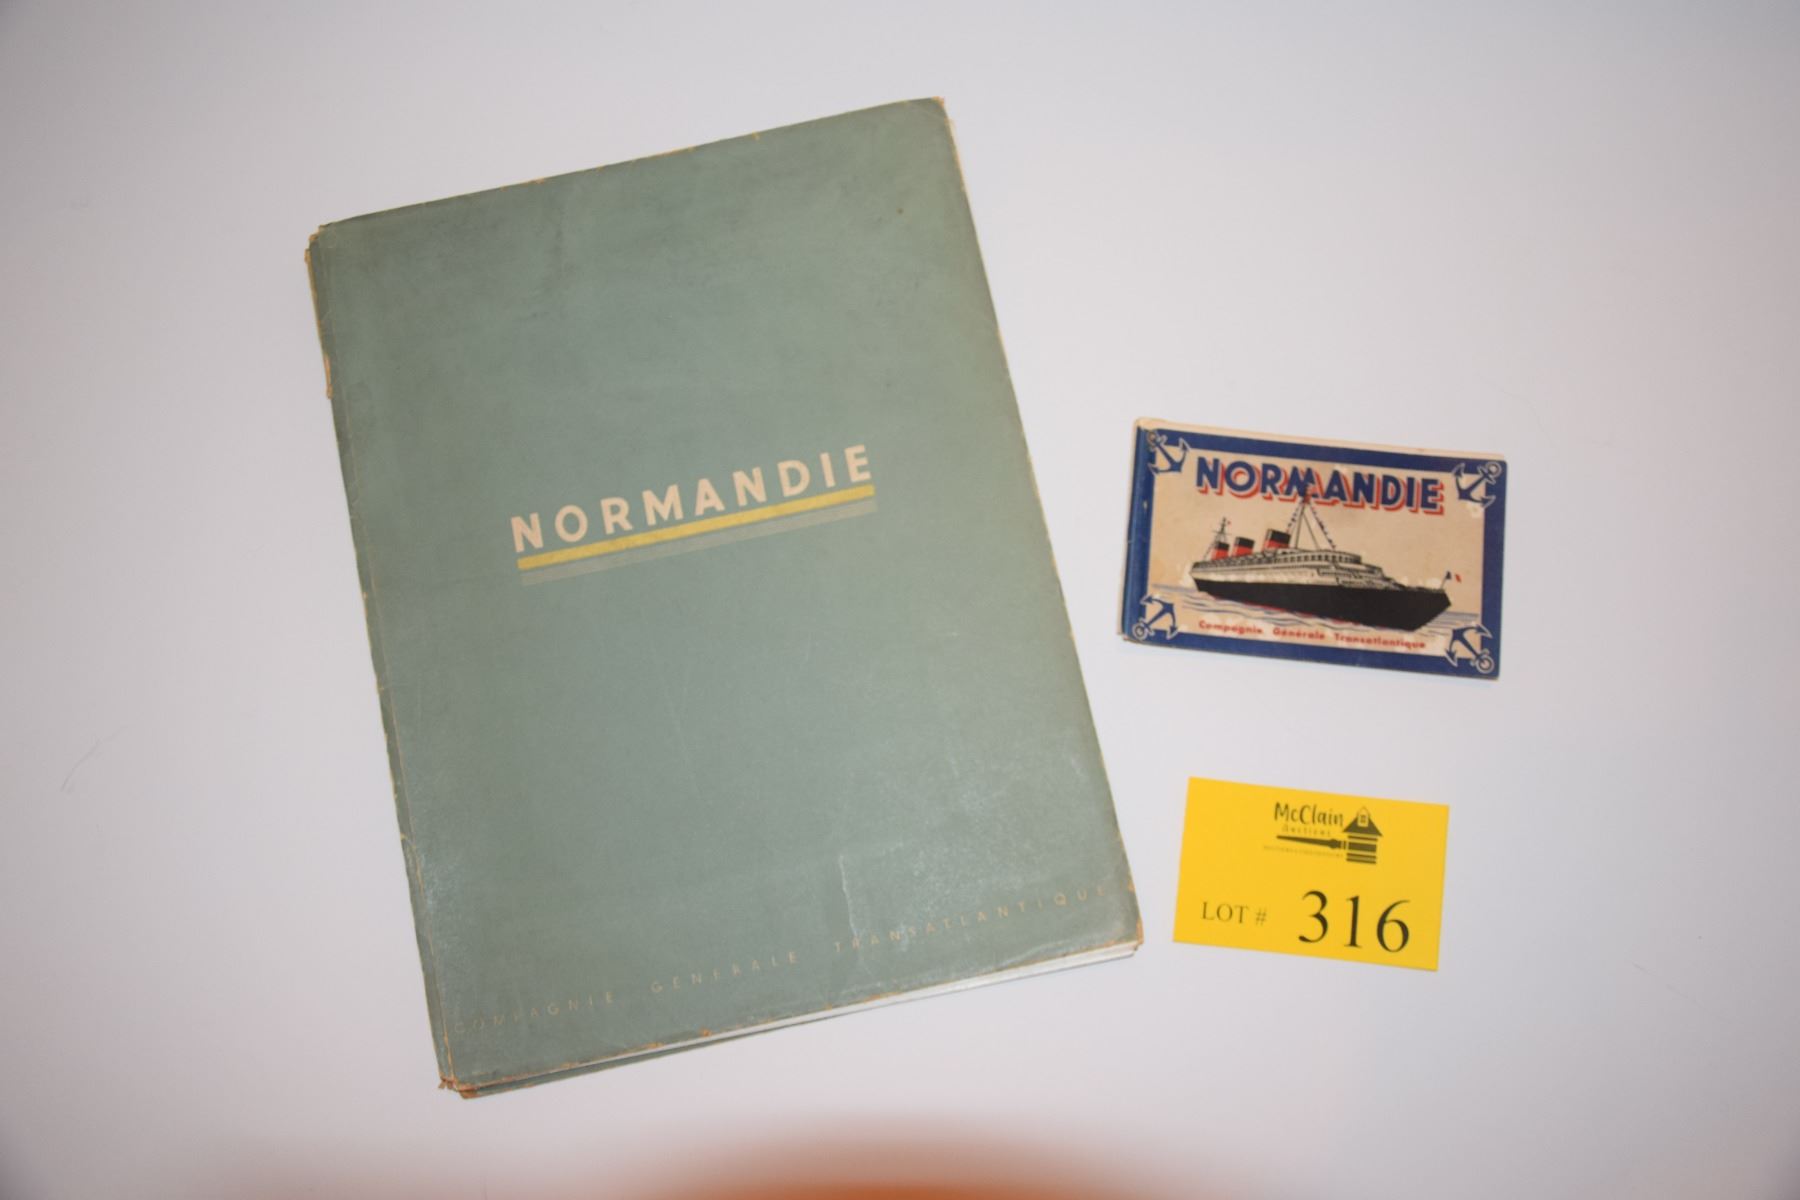 NORMANDIE
COMPAGNIE GENERALE TRANSATLANTIQUE
NORMANDIE
Compagnie Générale Transatlantique
McClain
Auctions
LOT # 316